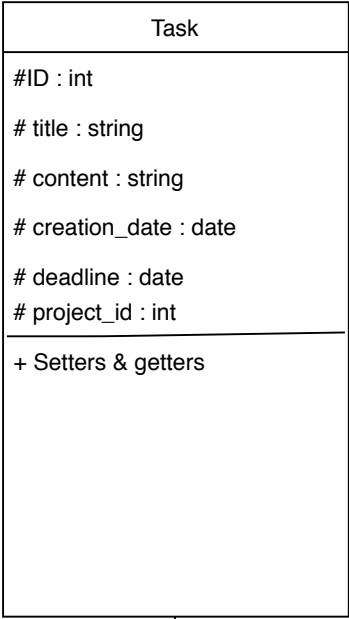 Task
#ID : int
# title : string
# content : string
# creation_date : date
# deadline : date
# project_id : int
+ Setters & getters